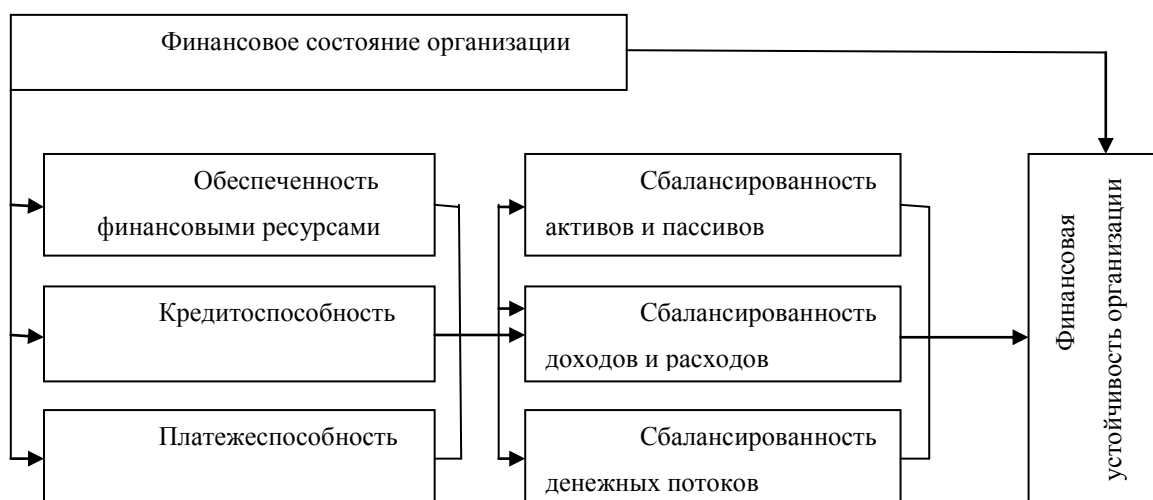 Финансовое состояние организации
Обеспеченность
финансовыми ресурсами
Сбалансированность
активов и пассивов
Кредитоспособность
Сбалансированность
доходов и расходов
Платежеспособность
Сбалансированность
денежных потоков
Финансовая
устойчивость организации